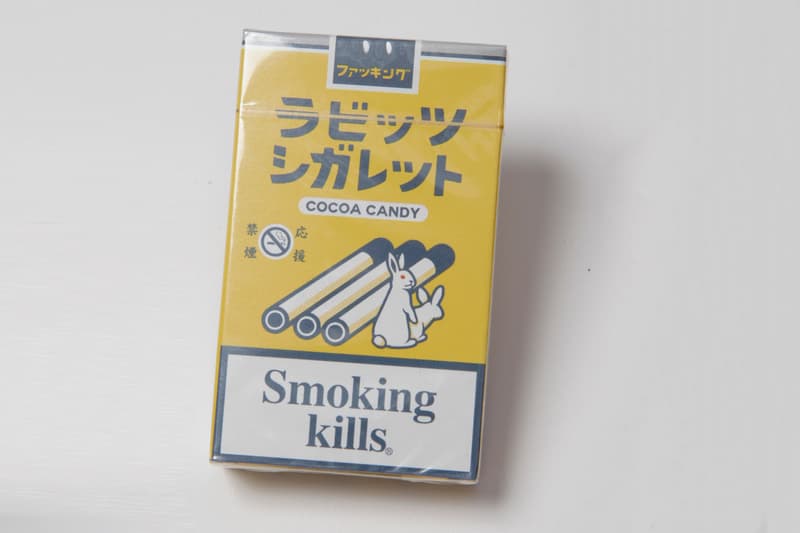 ファッキング
ラビッツ
シガレット
COCOA CANDY
禁煙
応援
Smoking
kills®